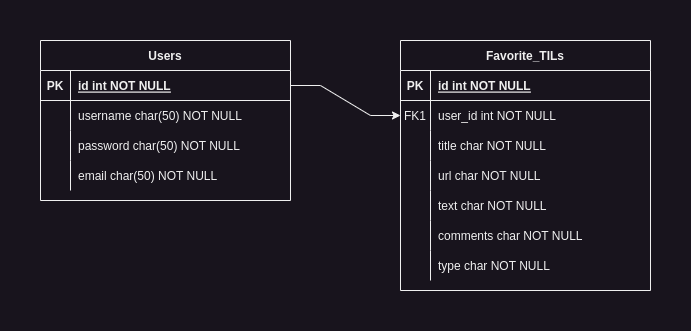 Users
PK id int NOT NULL
username char(50) NOT NULL
password char(50) NOT NULL
email char(50) NOT NULL
Favorite_TILs
PK id int NOT NULL
FK1 user_id int NOT NULL
title char NOT NULL
url char NOT NULL
text char NOT NULL
comments char NOT NULL
type char NOT NULL